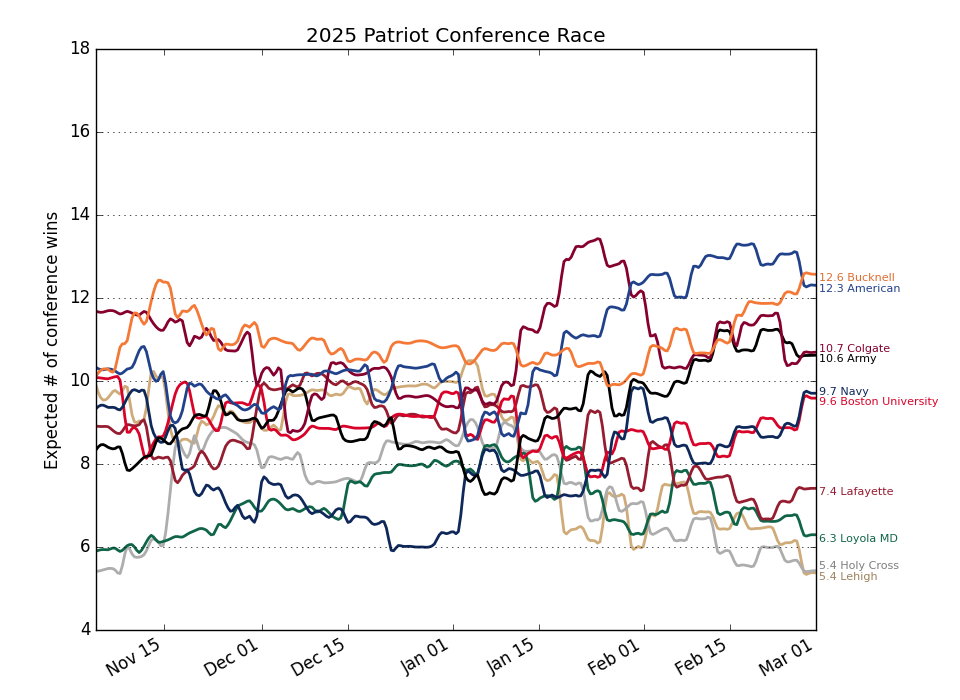 2025 Patriot Conference Race
Expected # of conference wins
18
16
14
12
10
8
6
4
12.6 Bucknell
12.3 American
10.7 Colgate
10.6 Army
9.7 Navy
9.6 Boston University
7.4 Lafayette
6.3 Loyola MD
5.4 Holy Cross
5.4 Lehigh
Nov 15
Dec 01
Dec 15
Jan 01
Jan 15
Feb 01
Feb 15
Mar 01